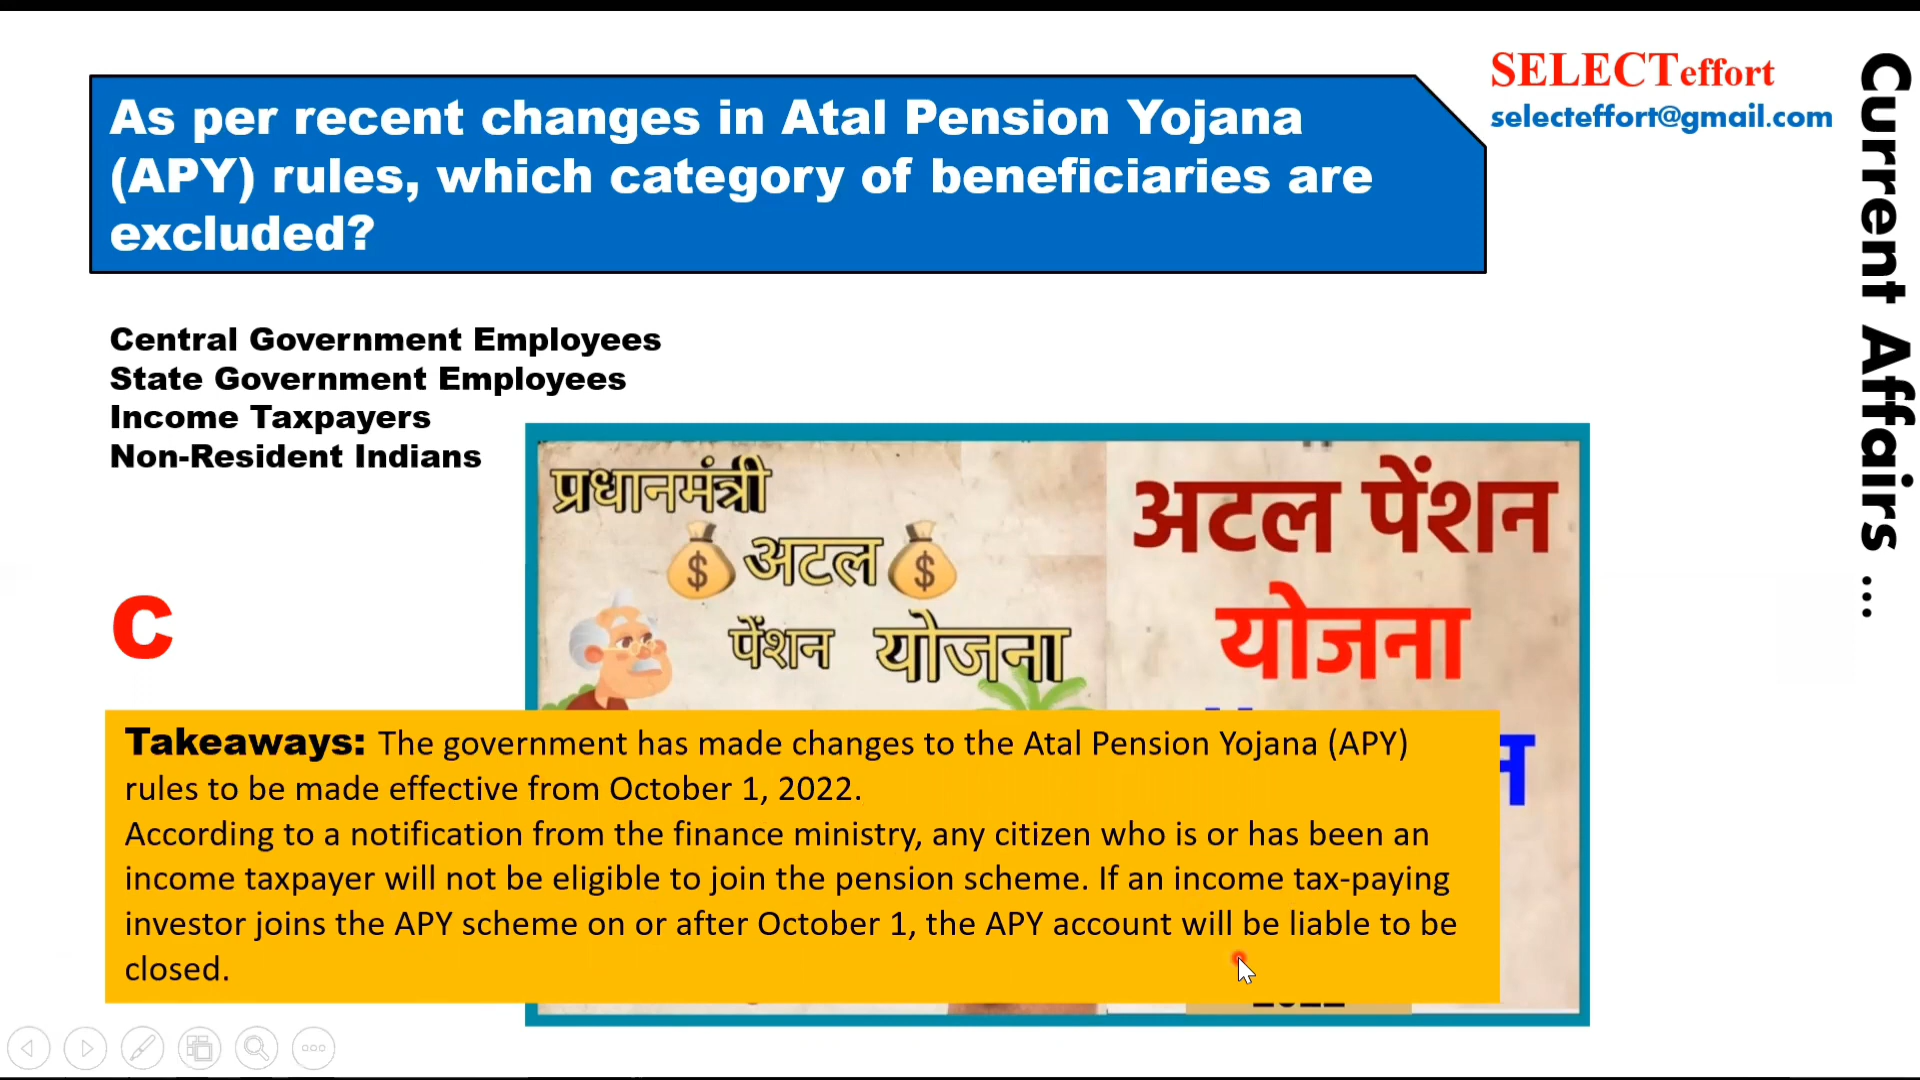 SELECTeffort
selecteffort@gmail.com
Current Affairs ...
As per recent changes in Atal Pension Yojana
(APY) rules, which category of beneficiaries are
excluded?
Central Government Employees
State Government Employees
Income Taxpayers
Non-Resident Indians
प्रधानमंत्री
अटल
पेंशन योजना
अटल पेंशन
योजना
C
Takeaways: The government has made changes to the Atal Pension Yojana (APY)
rules to be made effective from October 1, 2022.
According to a notification from the finance ministry, any citizen who is or has been an
income taxpayer will not be eligible to join the pension scheme. If an income tax-paying
investor joins the APY scheme on or after October 1, the APY account will be liable to be
closed.